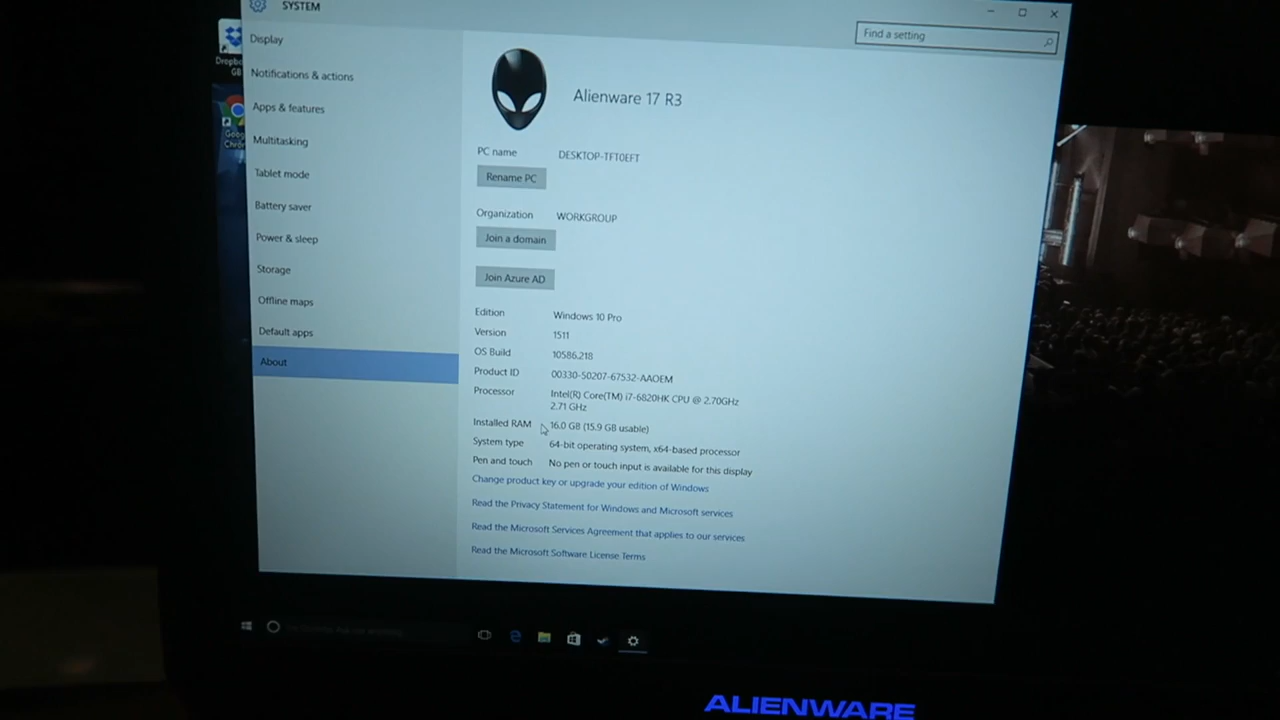 SYSTEM
Find a setting
Display
Notifications & actions
Apps & features
Multitasking
Tablet mode
Battery saver
Power & sleep
Storage
Offline maps
Default apps
About
Alienware 17 R3
PC name DESKTOP-TFT0EFT
Rename PC
Organization WORKGROUP
Join a domain
Join Azure AD
Edition Windows 10 Pro
Version 1511
OS Build 10586.218
Product ID 00330-50207-67532-AAOEM
Processor Intel(R) Core(TM) i7-6820HK CPU @ 2.70GHz
2.71 GHz
Installed RAM 16.0 GB (15.9 GB usable)
System type 64-bit operating system, x64-based processor
Pen and touch No pen or touch input is available for this display
Change product key or upgrade your edition of Windows
Read the Privacy Statement for Windows and Microsoft services
Read the Microsoft Services Agreement that applies to our services
Read the Microsoft Software License Terms
Dropbo
GB
Goog
Chro
ALIENWARE